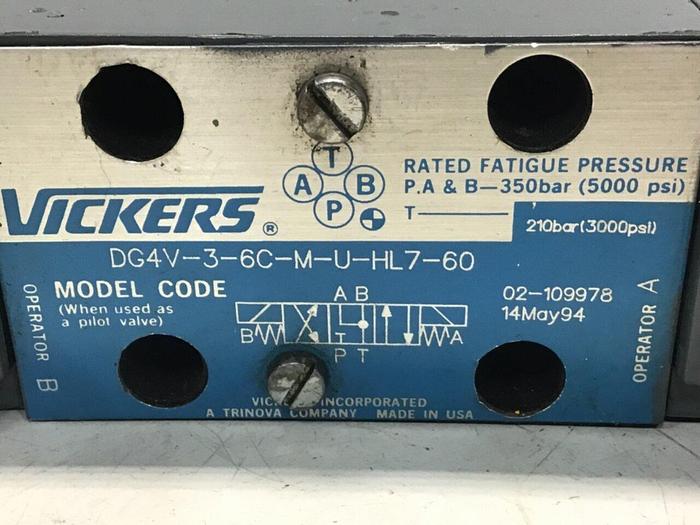 T
A B
P
RATED FATIGUE PRESSURE
P.A & B—350bar (5000 psi)
T
210bar(3000psi)
VICKERS ®
DG4V-3-6C-M-U-HL7-60
MODEL CODE
(When used as
a pilot valve)
OPERATOR B
A B
B A
T
P T
02-109978
14May94
OPERATOR A
INCORPORATED
A TRINOVA COMPANY MADE IN USA